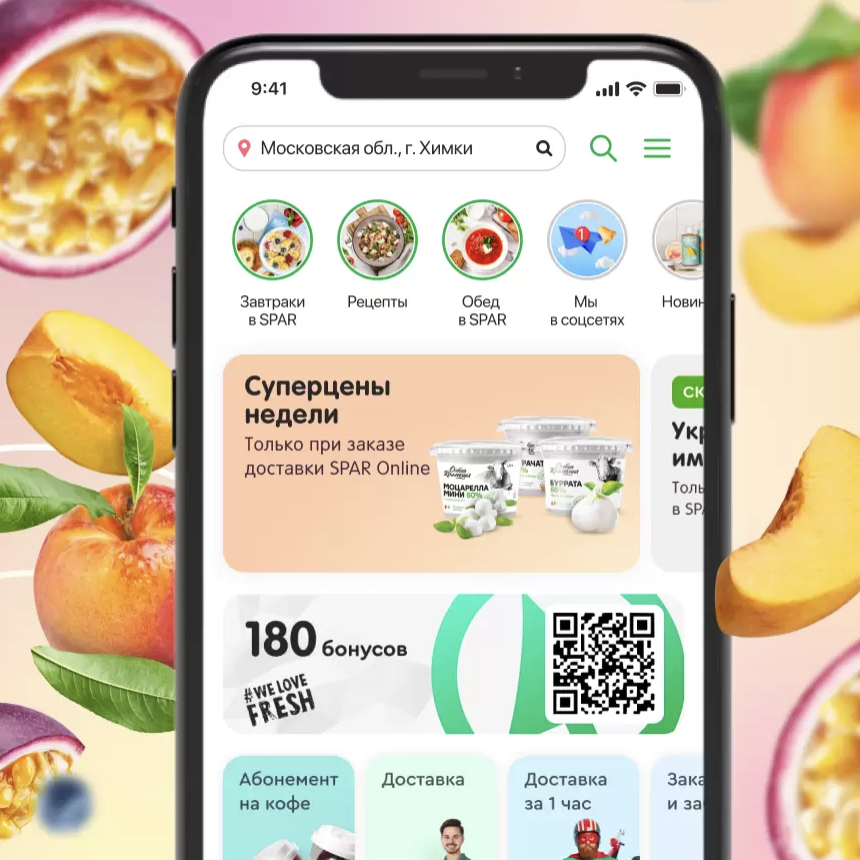 9:41
Московская обл., г. Химки
Завтраки
в SPAR
Рецепты
Обед
в SPAR
1
Мы
в соцсетях
Новин
Суперцены
недели
Только при заказе
доставки SPAR Online
МОЦАРЕЛЛА
МИНИ 50%
БУРРАТА
СК
Укр
им
Толь
в SPA
180 бонусов
#WE LOVE
FRESH
Абонемент
на кофе
Доставка
Доставка
за 1 час
Зака
и за